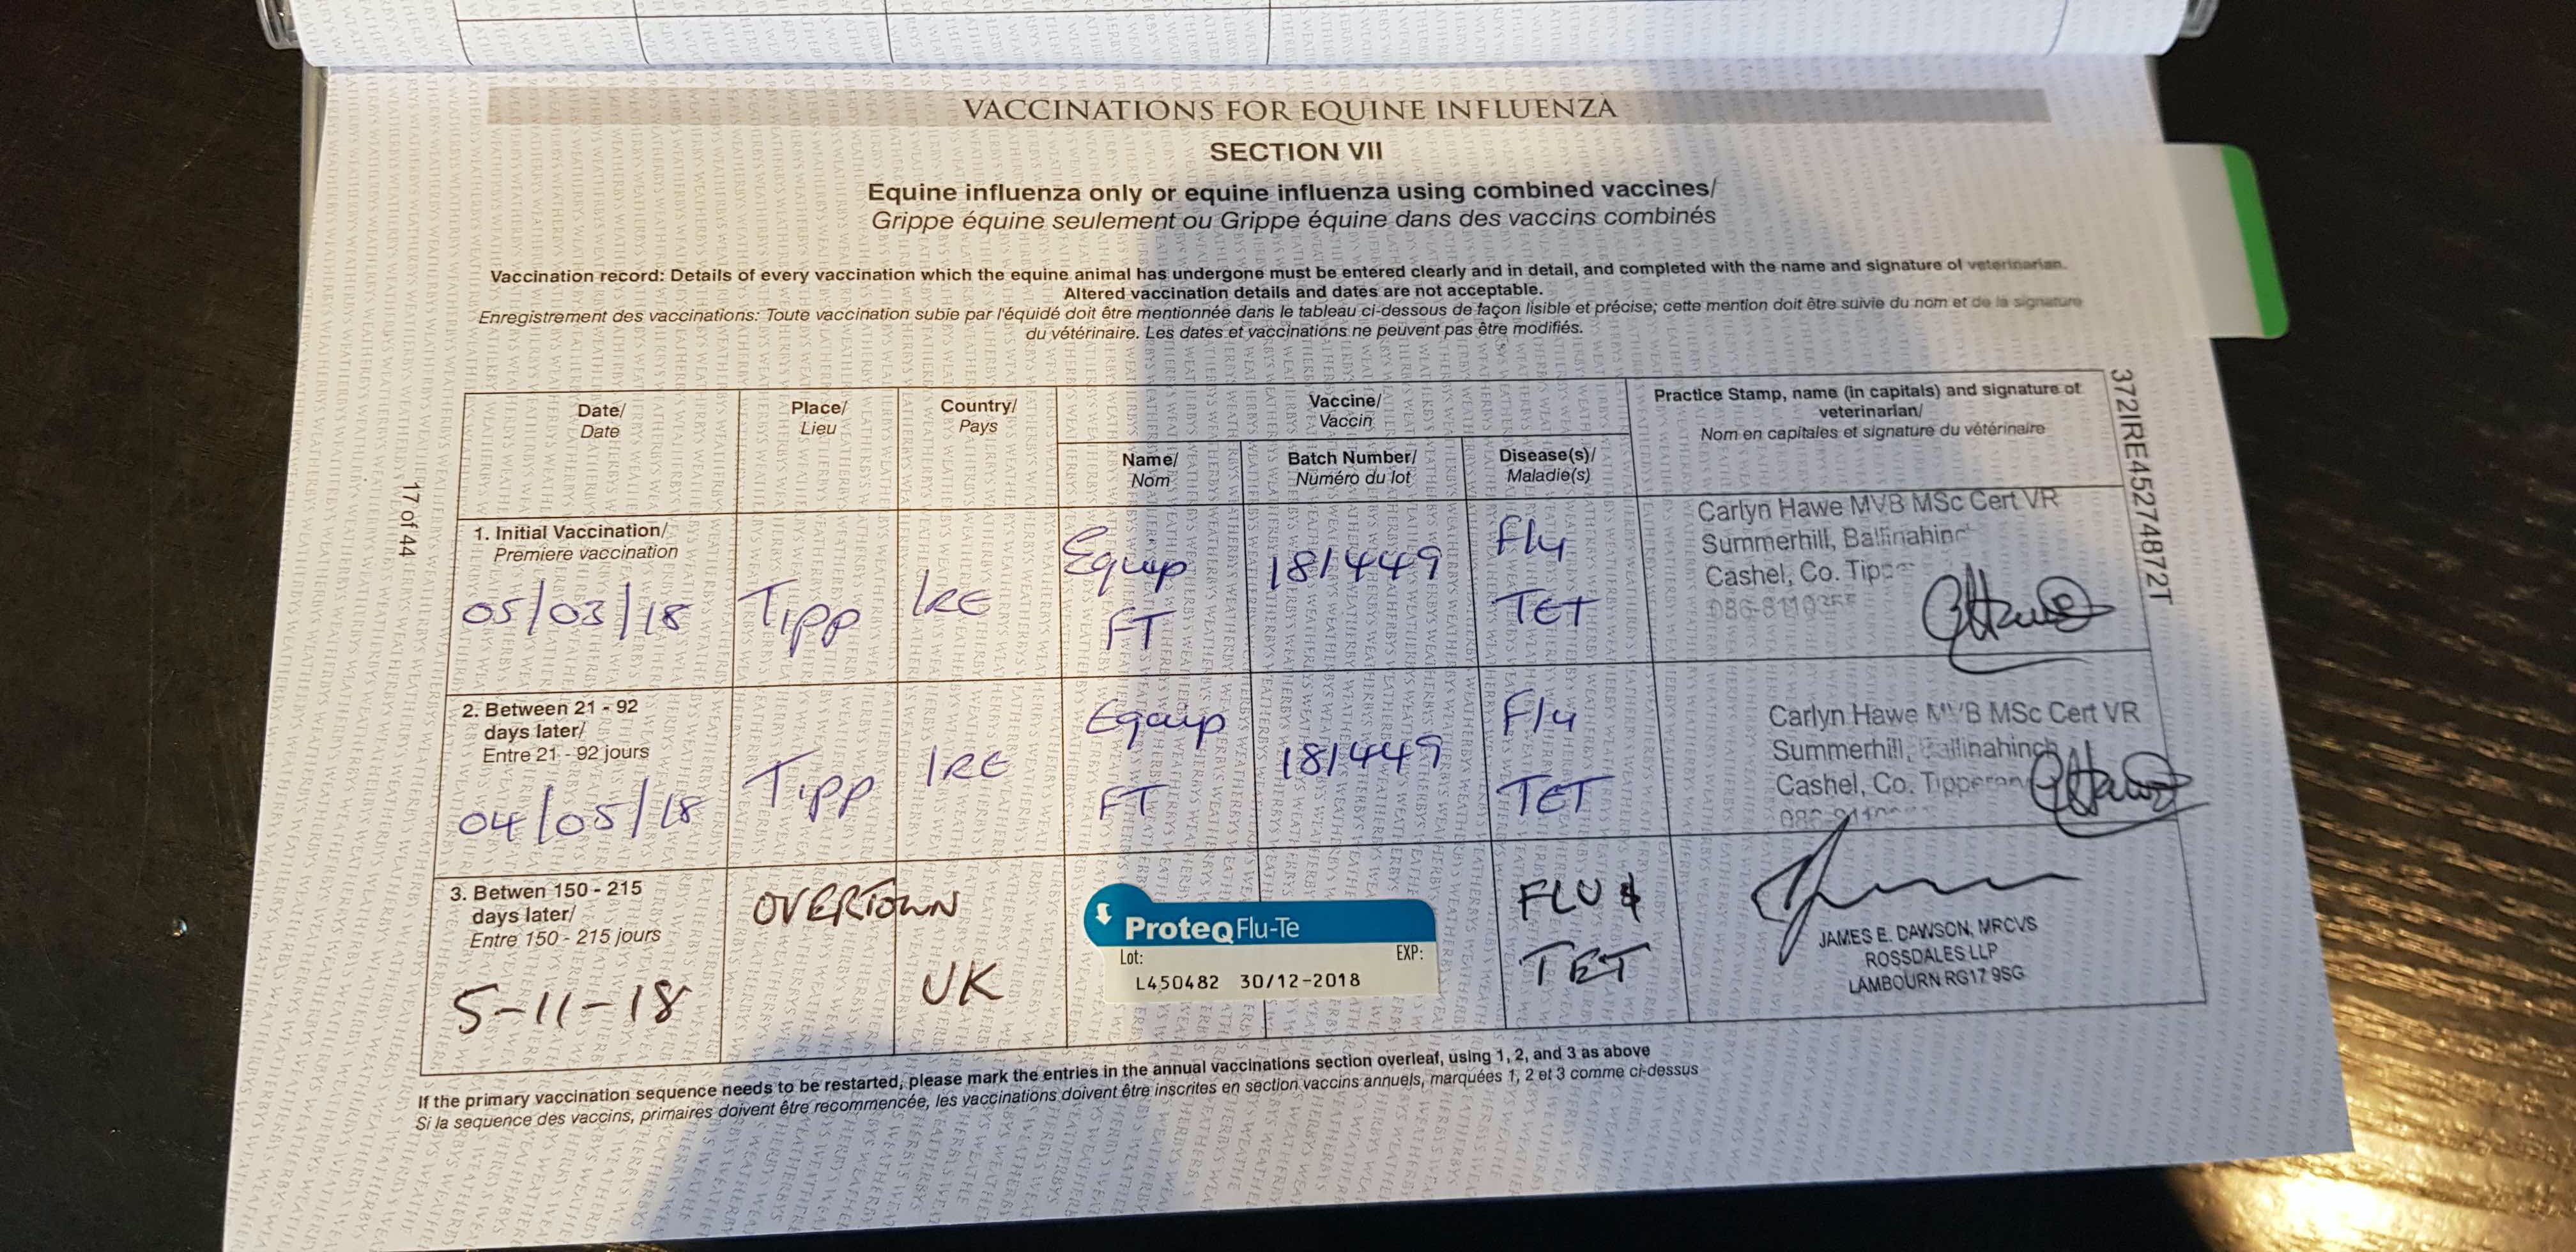 VACCINATIONS FOR EQUINE INFLUENZA
SECTION VII
Equine influenza only or equine influenza using combined vaccines/
Grippe équine seulement ou Grippe équine dans des vaccins combinés
Vaccination record: Details of every vaccination which the equine animal has undergone must be entered clearly and in detail, and completed with the name and signature of veterinarian.
Altered vaccination details and dates are not acceptable.
Enregistrement des vaccinations: Toute vaccination subie par l'équidé doit être mentionnée dans le tableau ci-dessous de façon lisible et précise; cette mention doit être suivie du nom et de la signature
du vétérinaire. Les dates et vaccinations ne peuvent pas être modifiés.
Date/
Date
Place/
Lieu
Country/
Pays
Vaccine/
Vaccin
Name/
Nom
Batch Number/
Numéro du lot
Disease(s)/
Maladie(s)
Practice Stamp, name (in capitals) and signature of
veterinarian/
Nom en capitales et signature du vétérinaire
1. Initial Vaccination/
Premiere vaccination
05/03/18
Tipp
IRE
Equip
FT
181449
Flu
TET
Carlyn Hawe MVB MSc Cert VR
Summerhill, Ballinahinc
Cashel, Co. Tipp
2. Between 21 - 92
days later/
Entre 21 - 92 jours
04/05/18
Tipp
IRE
Equip
FT
181449
Flu
TET
Carlyn Hawe MVB MSc Cert VR
Summerhill, Ballinahinch
Cashel, Co. Tipperary
3. Betwen 150 - 215
days later/
Entre 150 - 215 jours
5-11-18
OVERTOWN
UK
ProteqFlu-Te
Lot:
EXP:
L450482 30/12-2018
FLU &
TET
JAMES E. DAWSON, MRCVS
ROSSDALES LLP
LAMBOURN RG17 9SG
If the primary vaccination sequence needs to be restarted, please mark the entries in the annual vaccinations section overleaf, using 1, 2, and 3 as above
Si la sequence des vaccins, primaires doivent être recommencée, les vaccinations doivent être inscrites en section vaccins annuels, marquées 1, 2 et 3 comme ci-dessus
17 of 44
372IRE45274872T